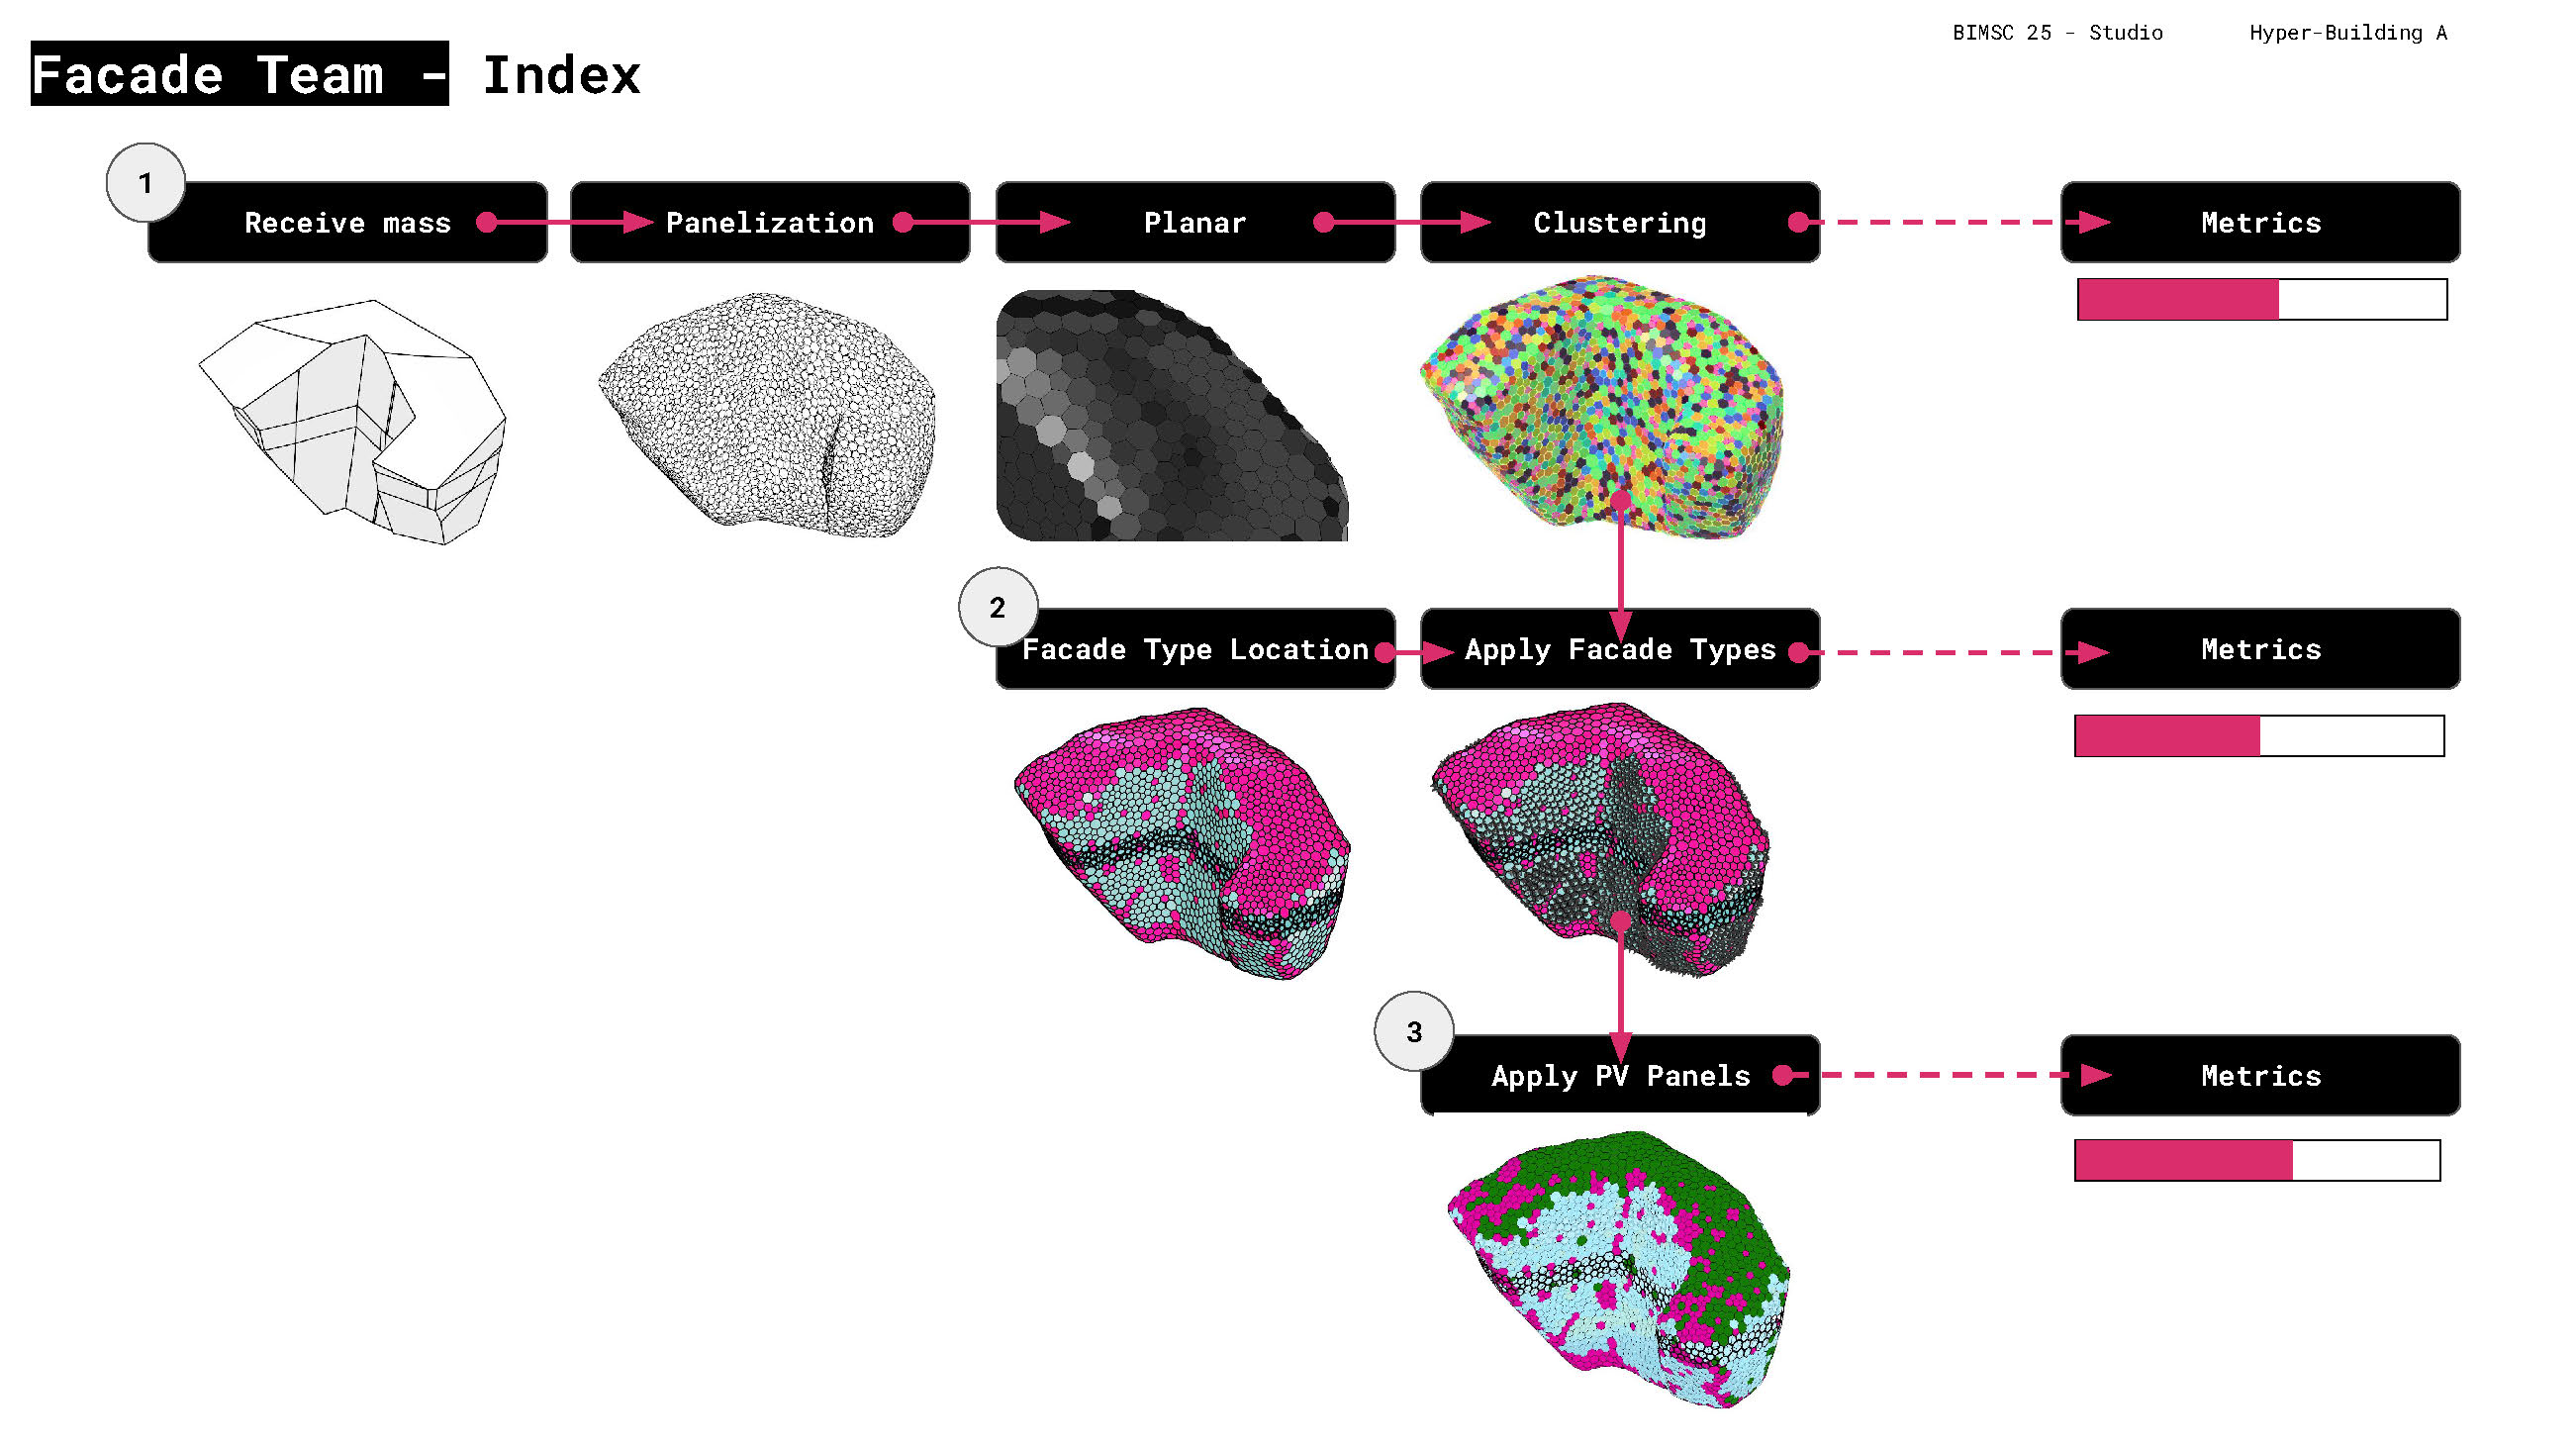 BIMSC 25 - Studio Hyper-Building A
Facade Team - Index
1
Receive mass
Panelization
Planar
Clustering
Metrics
2
Facade Type Location
Apply Facade Types
Metrics
3
Apply PV Panels
Metrics